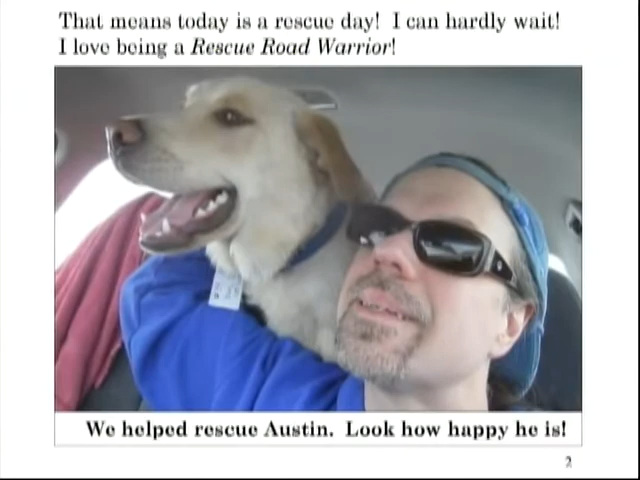 That means today is a rescue day! I can hardly wait!
I love being a Rescue Road Warrior!
We helped rescue Austin. Look how happy he is!
2